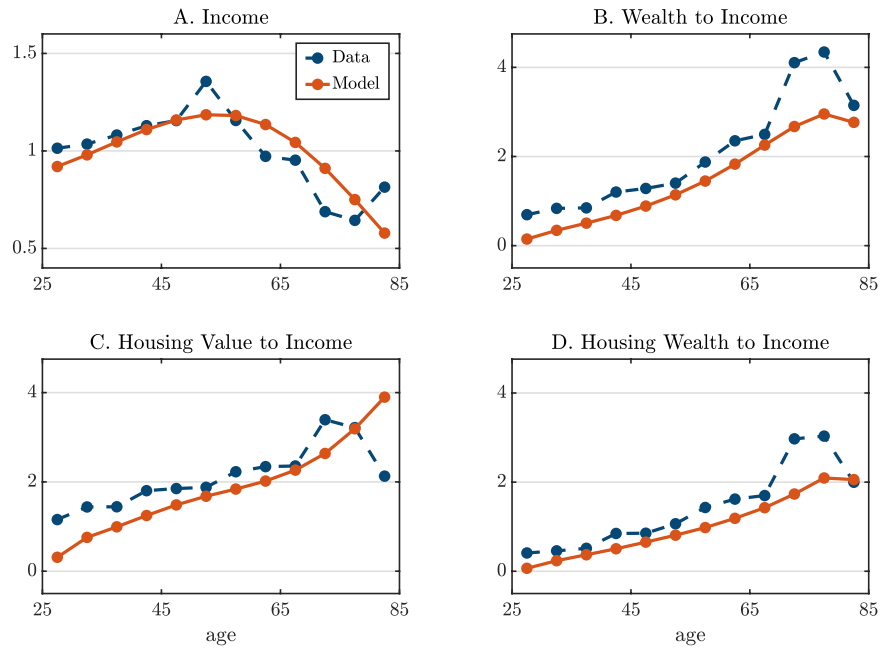 A. Income
1.5
1
0.5
25 45 65 85
Data
Model
B. Wealth to Income
4
2
0
25 45 65 85
C. Housing Value to Income
4
2
0
25 45 65 85
age
D. Housing Wealth to Income
4
2
0
25 45 65 85
age